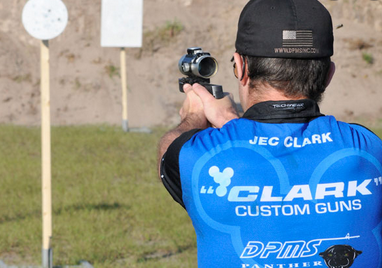 WWW.DPMSINC.COM
JEC CLARK
"CLARK"
CUSTOM GUNS
DPMS
PANTHER